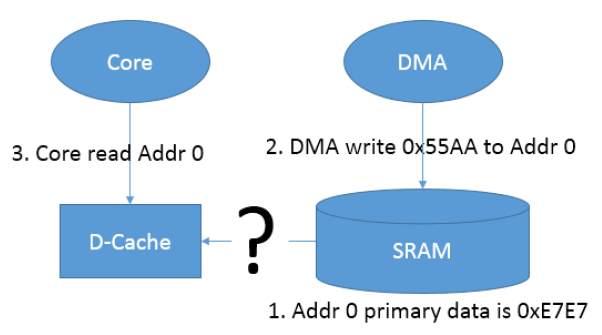 Core
DMA
3. Core read Addr 0
2. DMA write 0x55AA to Addr 0
D-Cache
?
SRAM
1. Addr 0 primary data is 0xE7E7